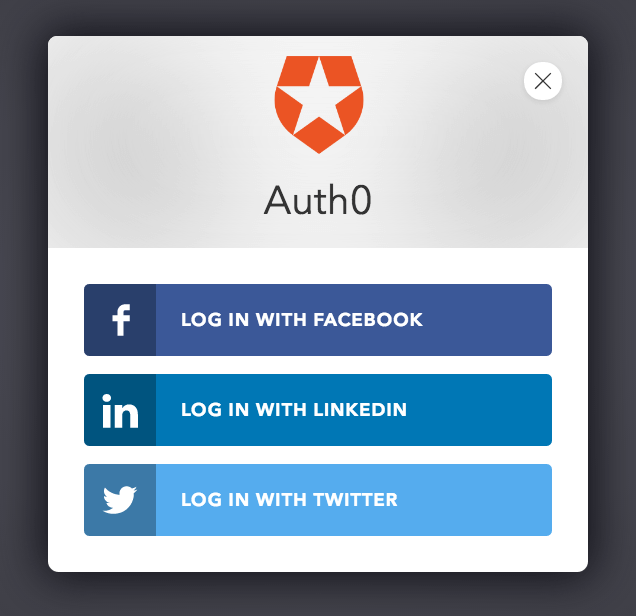 Auth0
LOG IN WITH FACEBOOK
LOG IN WITH LINKEDIN
LOG IN WITH TWITTER